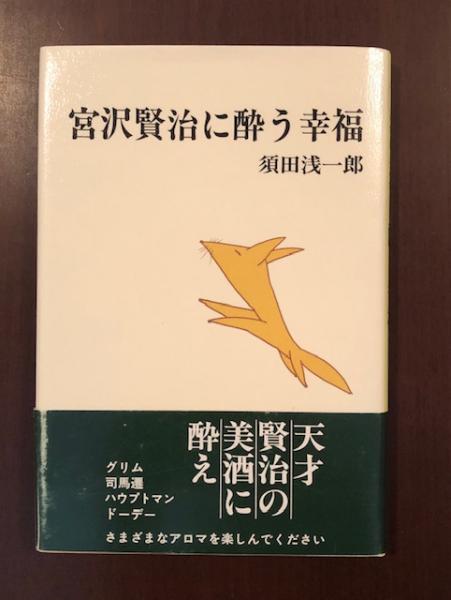 宮沢賢治に酔う幸福
須田浅一郎
天才
賢治の
美酒に
酔え
グリム
司馬遷
ハウプトマン
ドーデー
さまざまなアロマを楽しんでください